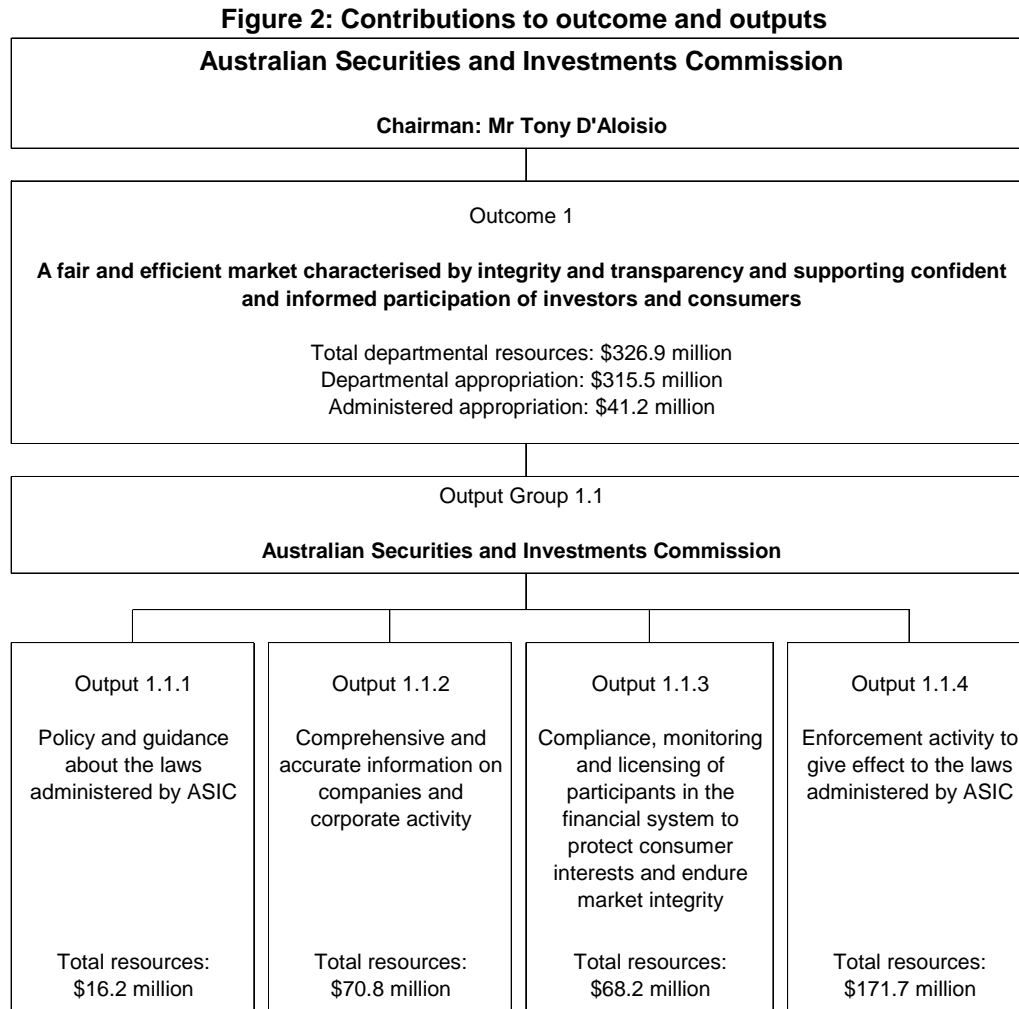 Figure 2: Contributions to outcome and outputs
Australian Securities and Investments Commission
Chairman: Mr Tony D'Aloisio
Outcome 1
A fair and efficient market characterised by integrity and transparency and supporting confident
and informed participation of investors and consumers
Total departmental resources: $326.9 million
Departmental appropriation: $315.5 million
Administered appropriation: $41.2 million
Output Group 1.1
Australian Securities and Investments Commission
Output 1.1.1
Policy and guidance
about the laws
administered by ASIC
Total resources:
$16.2 million
Output 1.1.2
Comprehensive and
accurate information on
companies and
corporate activity
Total resources:
$70.8 million
Output 1.1.3
Compliance, monitoring
and licensing of
participants in the
financial system to
protect consumer
interests and endure
market integrity
Total resources:
$68.2 million
Output 1.1.4
Enforcement activity to
give effect to the laws
administered by ASIC
Total resources:
$171.7 million